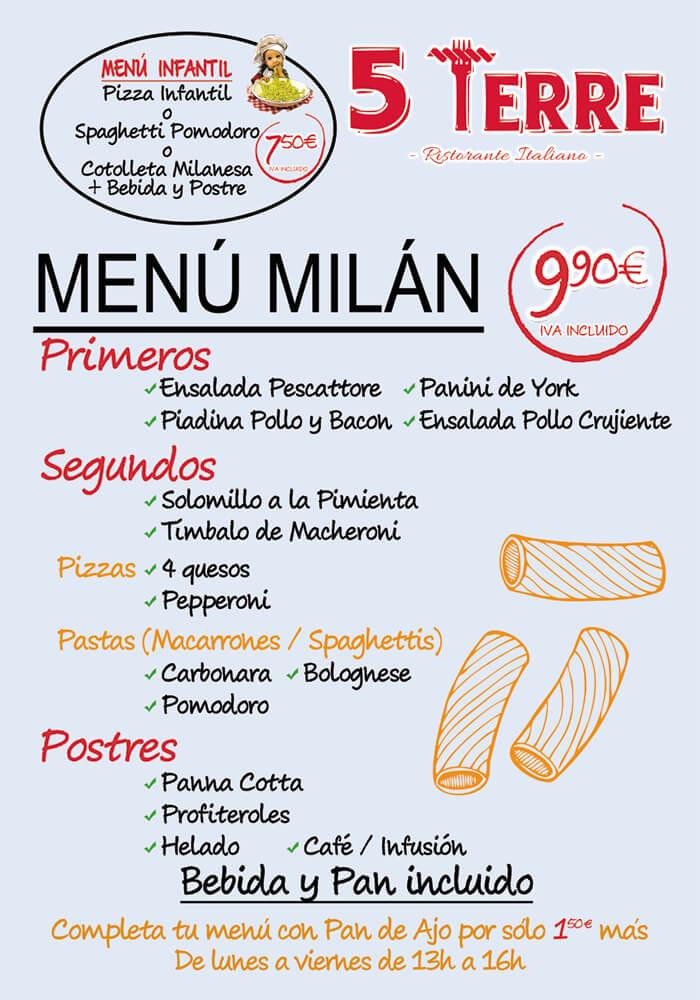 MENÚ INFANTIL
Pizza Infantil
o
Spaghetti Pomodoro
o
Cotolleta Milanesa
+ Bebida y Postre
7,50€
IVA INCLUIDO
5 TERRE
- Ristorante Italiano -
MENÚ MILÁN
9,90€
IVA INCLUIDO
Primeros
Ensalada Pescattore Panini de York
Piadina Pollo y Bacon Ensalada Pollo Crujiente
Segundos
Solomillo a la Pimienta
Timbalo de Macheroni
Pizzas 4 quesos
Pepperoni
Pastas (Macarrones / Spaghettis)
Carbonara Bolognese
Pomodoro
Postres
Panna Cotta
Profiteroles
Helado Café / Infusión
Bebida y Pan incluido
Completa tu menú con Pan de Ajo por sólo 1,50€ más
De lunes a viernes de 13h a 16h